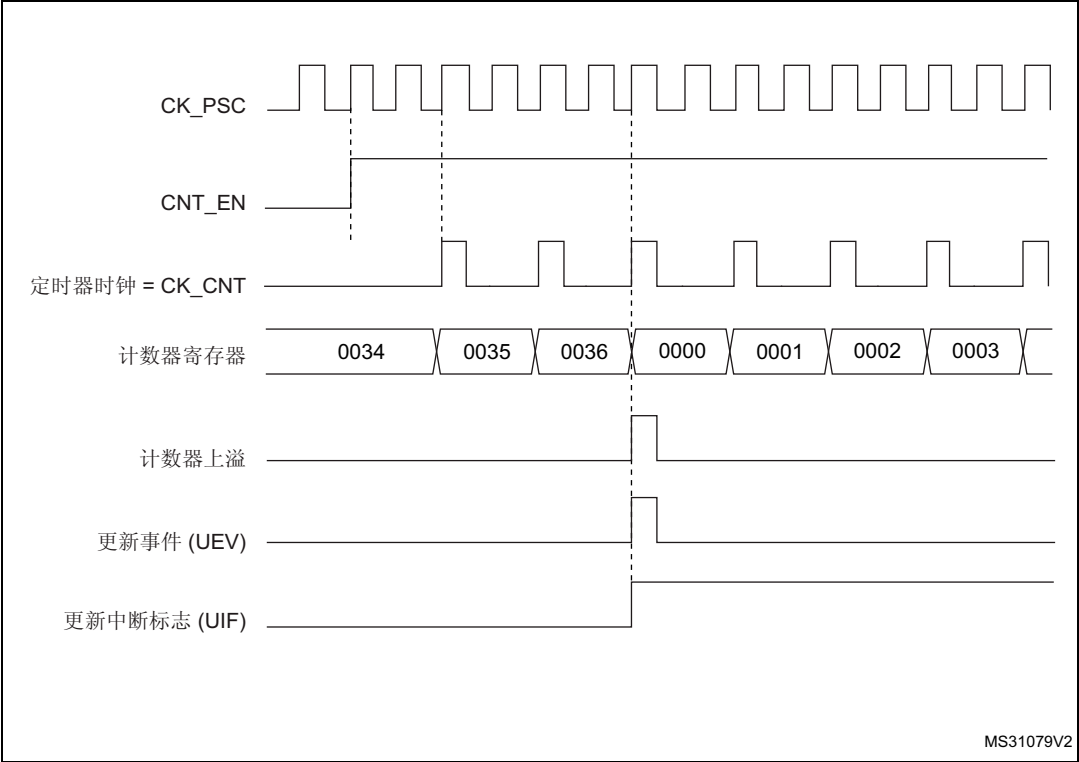 CK_PSC
CNT_EN
定时器时钟 = CK_CNT
计数器寄存器 0034 0035 0036 0000 0001 0002 0003
计数器上溢
更新事件 (UEV)
更新中断标志 (UIF)
MS31079V2